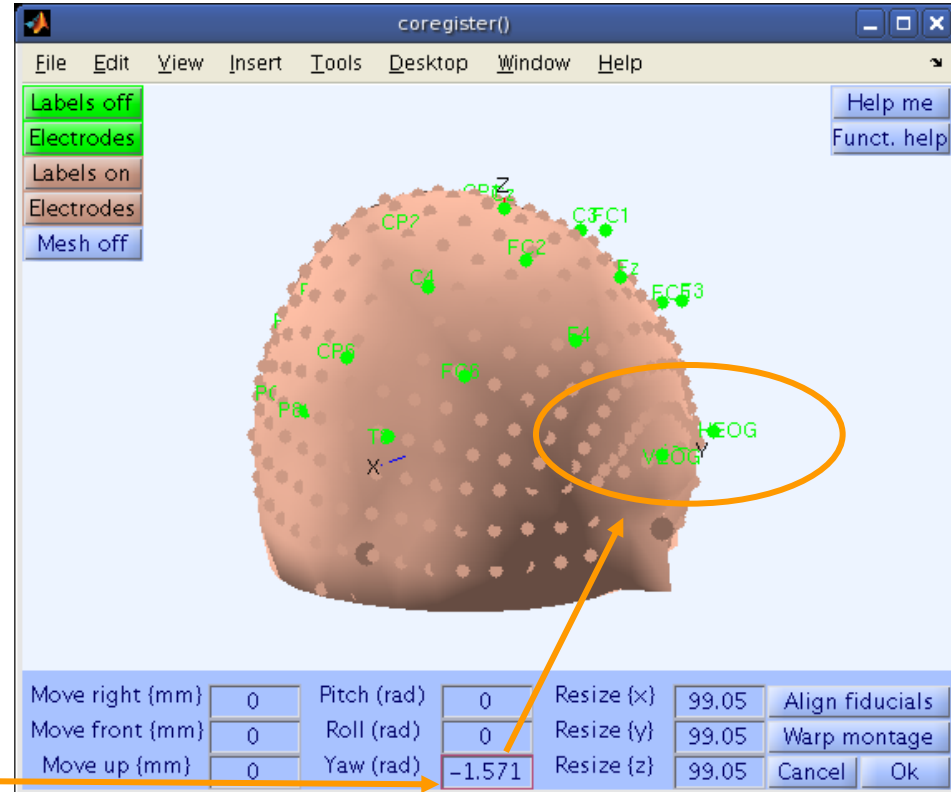 coregister()
File Edit View Insert Tools Desktop Window Help
Labels off
Electrodes
Labels on
Electrodes
Mesh off
Help me
Funct. help
Z
C3 FC1
CP2
FC2
Fz
C4
F3
F4
CP6
FC6
P8
HEOG
VEOG Y
X
Move right {mm} 0 Pitch (rad) 0 Resize {x} 99.05 Align fiducials
Move front {mm} 0 Roll (rad) 0 Resize {y} 99.05 Warp montage
Move up {mm} 0 Yaw (rad) -1.571 Resize {z} 99.05 Cancel Ok